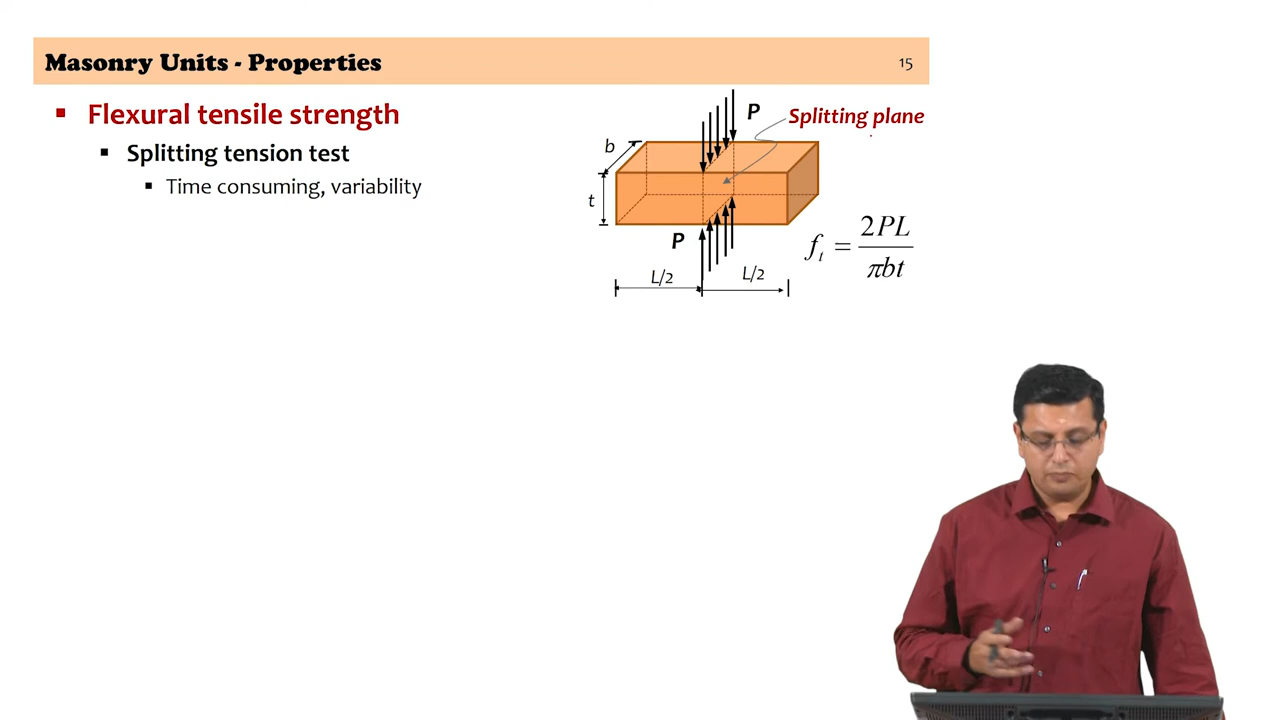 Masonry Units - Properties
15
▪ Flexural tensile strength
▪ Splitting tension test
▪ Time consuming, variability
P
Splitting plane
b
t
P
f_t = 2PL / πbt
L/2
L/2